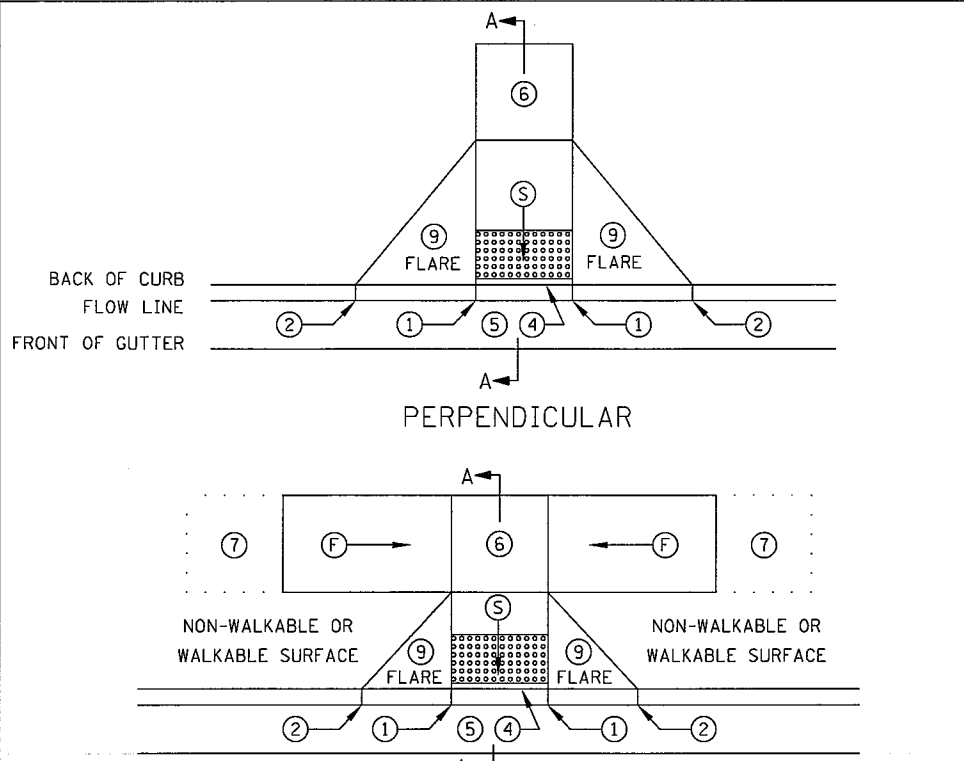 A
6
S
9 9
FLARE FLARE
BACK OF CURB
FLOW LINE
2 1 5 4 1 2
FRONT OF GUTTER
A
PERPENDICULAR
A
7 F 6 F 7
S
NON-WALKABLE OR NON-WALKABLE OR
WALKABLE SURFACE WALKABLE SURFACE
9 9
FLARE FLARE
2 1 5 4 1 2